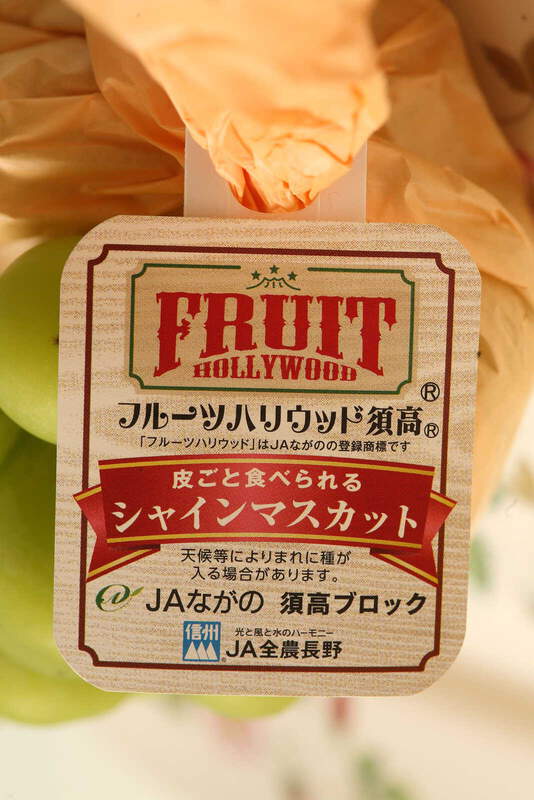 FRUIT
HOLLYWOOD
®
フルーツハリウッド須高®
「フルーツハリウッド」はJAながのの登録商標です
皮ごと食べられる
シャインマスカット
天候等によりまれに種が
入る場合があります。
JAながの 須高ブロック
信州
®
光と風と水のハーモニー
JA全農長野